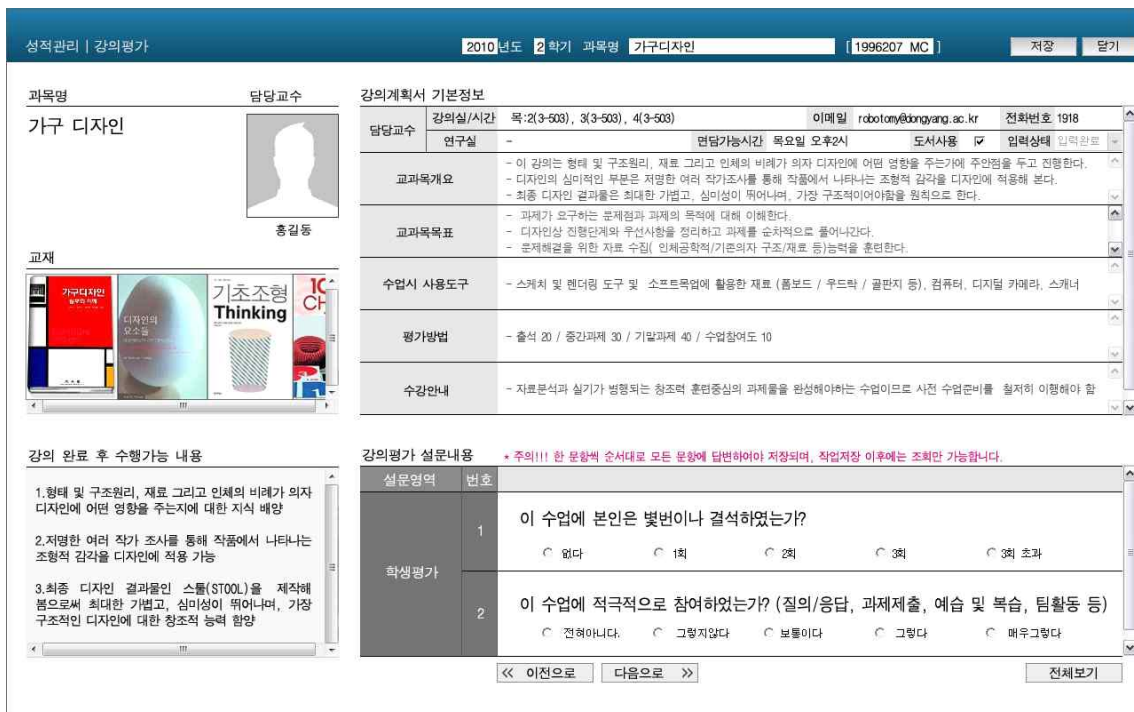 성적관리 | 강의평가
2010 년도 2 학기 과목명 가구디자인 [ 1996207 MC ] 저장 닫기
과목명 담당교수
가구 디자인
홍길동
교재
가구디자인
디자인의
요소들
기초조형
Thinking
10
CH
강의계획서 기본정보
담당교수 강의실/시간 목:2(3-503), 3(3-503), 4(3-503) 이메일 robotomy@dongyang.ac.kr 전화번호 1918
연구실 - 면담가능시간 목요일 오후2시 도서사용 입력상태 입력완료
교과목개요
- 이 강의는 형태 및 구조원리, 재료 그리고 인체의 비례가 의자 디자인에 어떤 영향을 주는가에 주안점을 두고 진행한다.
- 디자인의 심미적인 부분은 저명한 여러 작가조사를 통해 작품에서 나타나는 조형적 감각을 디자인에 적용해 본다.
- 최종 디자인 결과물은 최대한 가볍고, 심미성이 뛰어나며, 가장 구조적이어야함을 원칙으로 한다.
교과목목표
- 과제가 요구하는 문제점과 과제의 목적에 대해 이해한다.
- 디자인상 진행단계와 우선사항을 정리하고 과제를 순차적으로 풀어나간다.
- 문제해결을 위한 자료 수집( 인체공학적/기존의자 구조/재료 등)능력을 훈련한다.
수업시 사용도구
- 스케치 및 렌더링 도구 및 소프트목업에 활용한 재료 (폼보드 / 우드락 / 골판지 등), 컴퓨터, 디지털 카메라, 스캐너
평가방법
- 출석 20 / 중간과제 30 / 기말과제 40 / 수업참여도 10
수강안내
- 자료분석과 실기가 병행되는 창조력 훈련중심의 과제물을 완성해야하는 수업이므로 사전 수업준비를 철저히 이행해야 함
강의 완료 후 수행가능 내용
1.형태 및 구조원리, 재료 그리고 인체의 비례가 의자
디자인에 어떤 영향을 주는지에 대한 지식 배양
2.저명한 여러 작가 조사를 통해 작품에서 나타나는
조형적 감각을 디자인에 적용 가능
3.최종 디자인 결과물인 스툴(STOOL)을 제작해
봄으로써 최대한 가볍고, 심미성이 뛰어나며, 가장
구조적인 디자인에 대한 창조적 능력 함양
강의평가 설문내용 * 주의!!! 한 문항씩 순서대로 모든 문항에 답변하여야 저장되며, 작업저장 이후에는 조회만 가능합니다.
설문영역 번호
학생평가
1
이 수업에 본인은 몇번이나 결석하였는가?
없다 1회 2회 3회 3회 초과
2
이 수업에 적극적으로 참여하였는가? (질의/응답, 과제제출, 예습 및 복습, 팀활동 등)
전혀아니다. 그렇지않다 보통이다 그렇다 매우그렇다
≪ 이전으로 다음으로 ≫ 전체보기